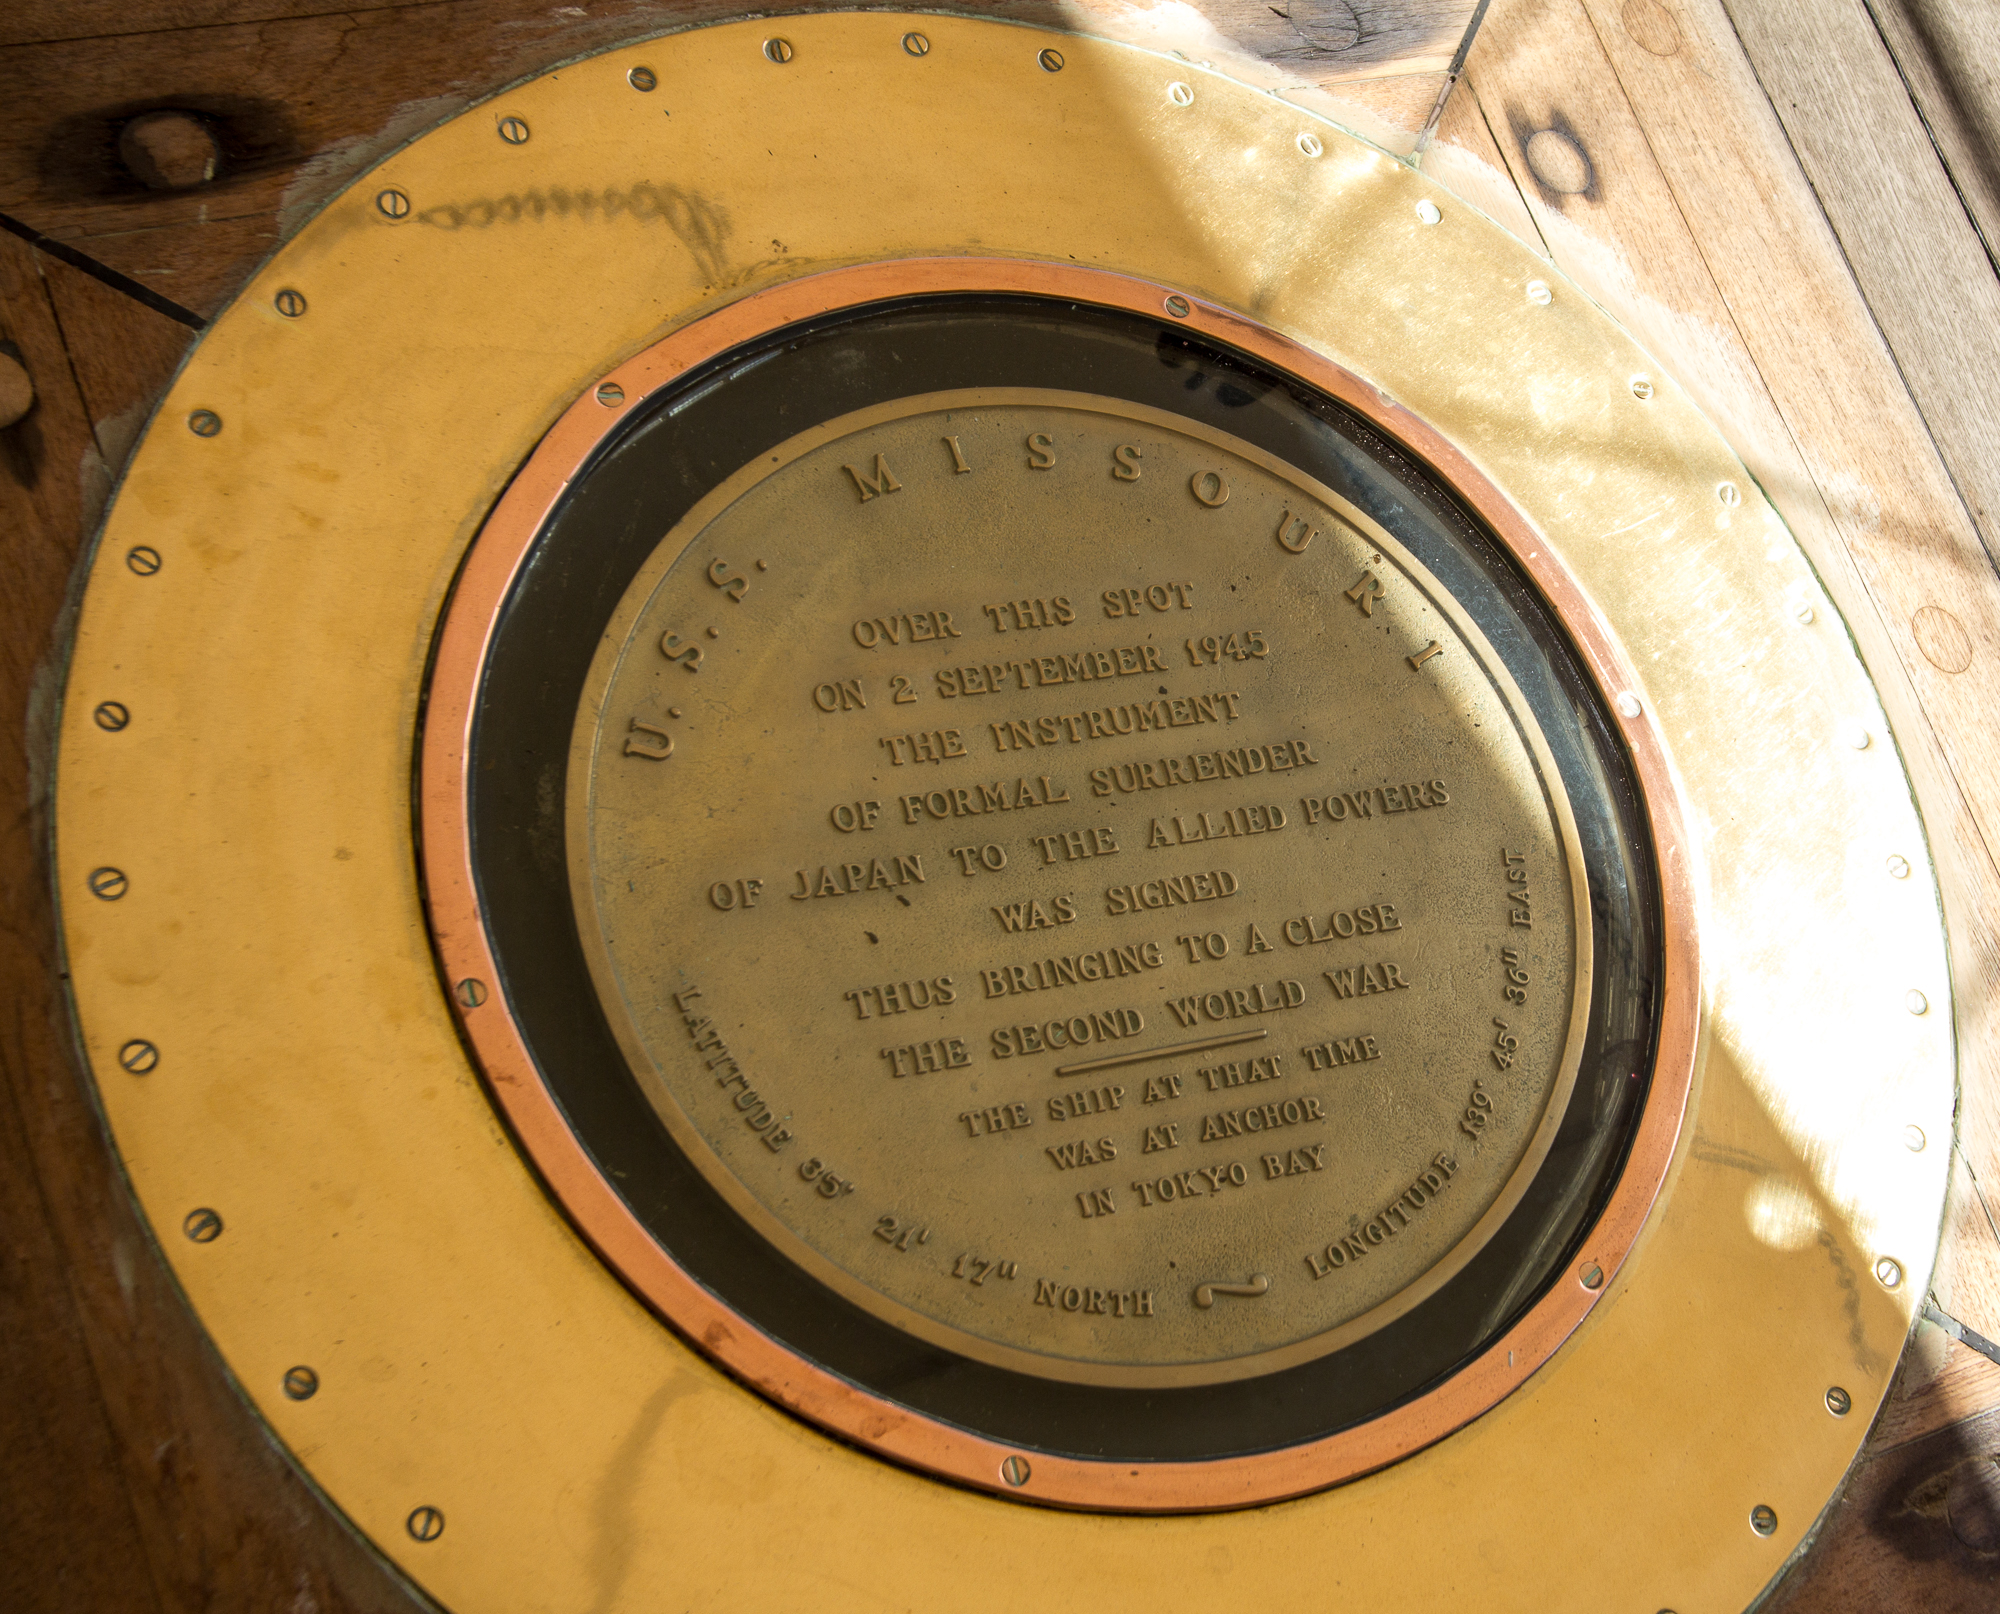 U.S.S. MISSOURI
OVER THIS SPOT
ON 2 SEPTEMBER 1945
THE INSTRUMENT
OF FORMAL SURRENDER
OF JAPAN TO THE ALLIED POWERS
WAS SIGNED
THUS BRINGING TO A CLOSE
THE SECOND WORLD WAR
THE SHIP AT THAT TIME
WAS AT ANCHOR
IN TOKYO BAY
LATITUDE 35° 21' 17" NORTH ~ LONGITUDE 139° 45' 36" EAST